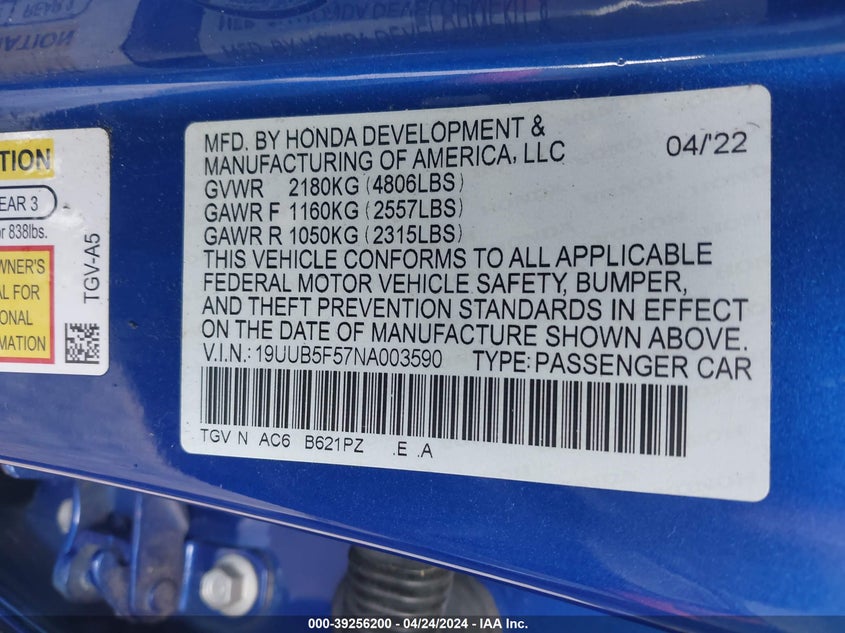 MFD. BY HONDA DEVELOPMENT &
MANUFACTURING OF AMERICA, LLC 04/'22
GVWR 2180KG (4806LBS)
GAWR F 1160KG (2557LBS)
GAWR R 1050KG (2315LBS)
THIS VEHICLE CONFORMS TO ALL APPLICABLE
FEDERAL MOTOR VEHICLE SAFETY, BUMPER,
AND THEFT PREVENTION STANDARDS IN EFFECT
ON THE DATE OF MANUFACTURE SHOWN ABOVE.
V.I.N.: 19UUB5F57NA003590 TYPE: PASSENGER CAR
TGV N AC6 B621PZ .E .A
EAR 3
838lbs.
TGV-A5
000-39256200 - 04/24/2024 - IAA Inc.